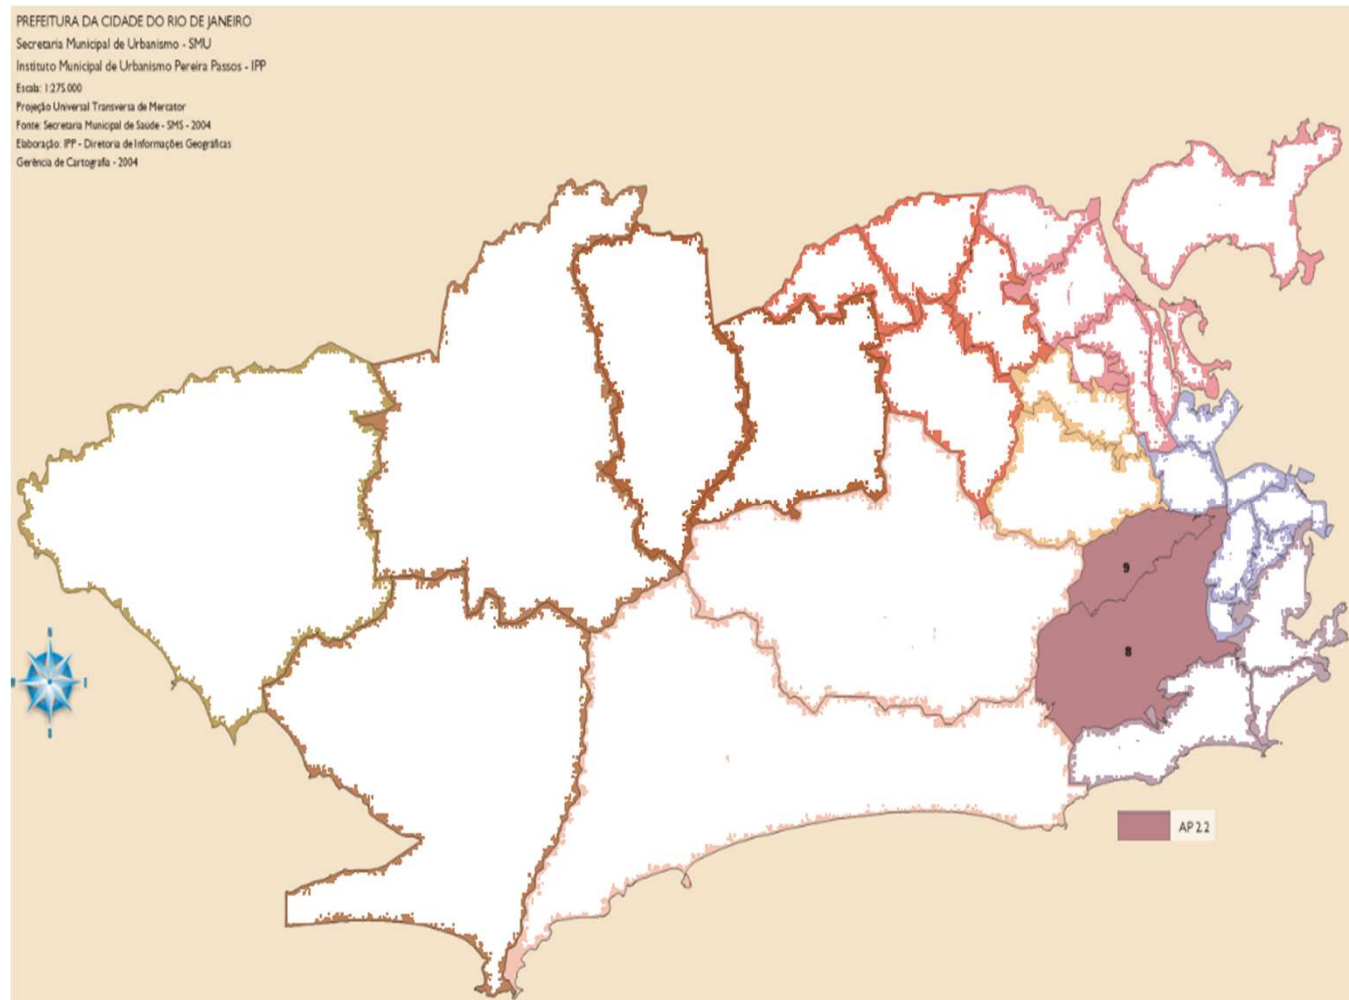 PREFEITURA DA CIDADE DO RIO DE JANEIRO
Secretaria Municipal de Urbanismo - SMU
Instituto Municipal de Urbanismo Pereira Passos - IPP
Escala: 1:275.000
Projeção Universal Transversa de Mercator
Fonte: Secretaria Municipal de Saúde - SMS - 2004
Elaboração: IPP - Diretoria de Informações Geográficas
Gerência de Cartografia - 2004
9
8
N
AP 2.2